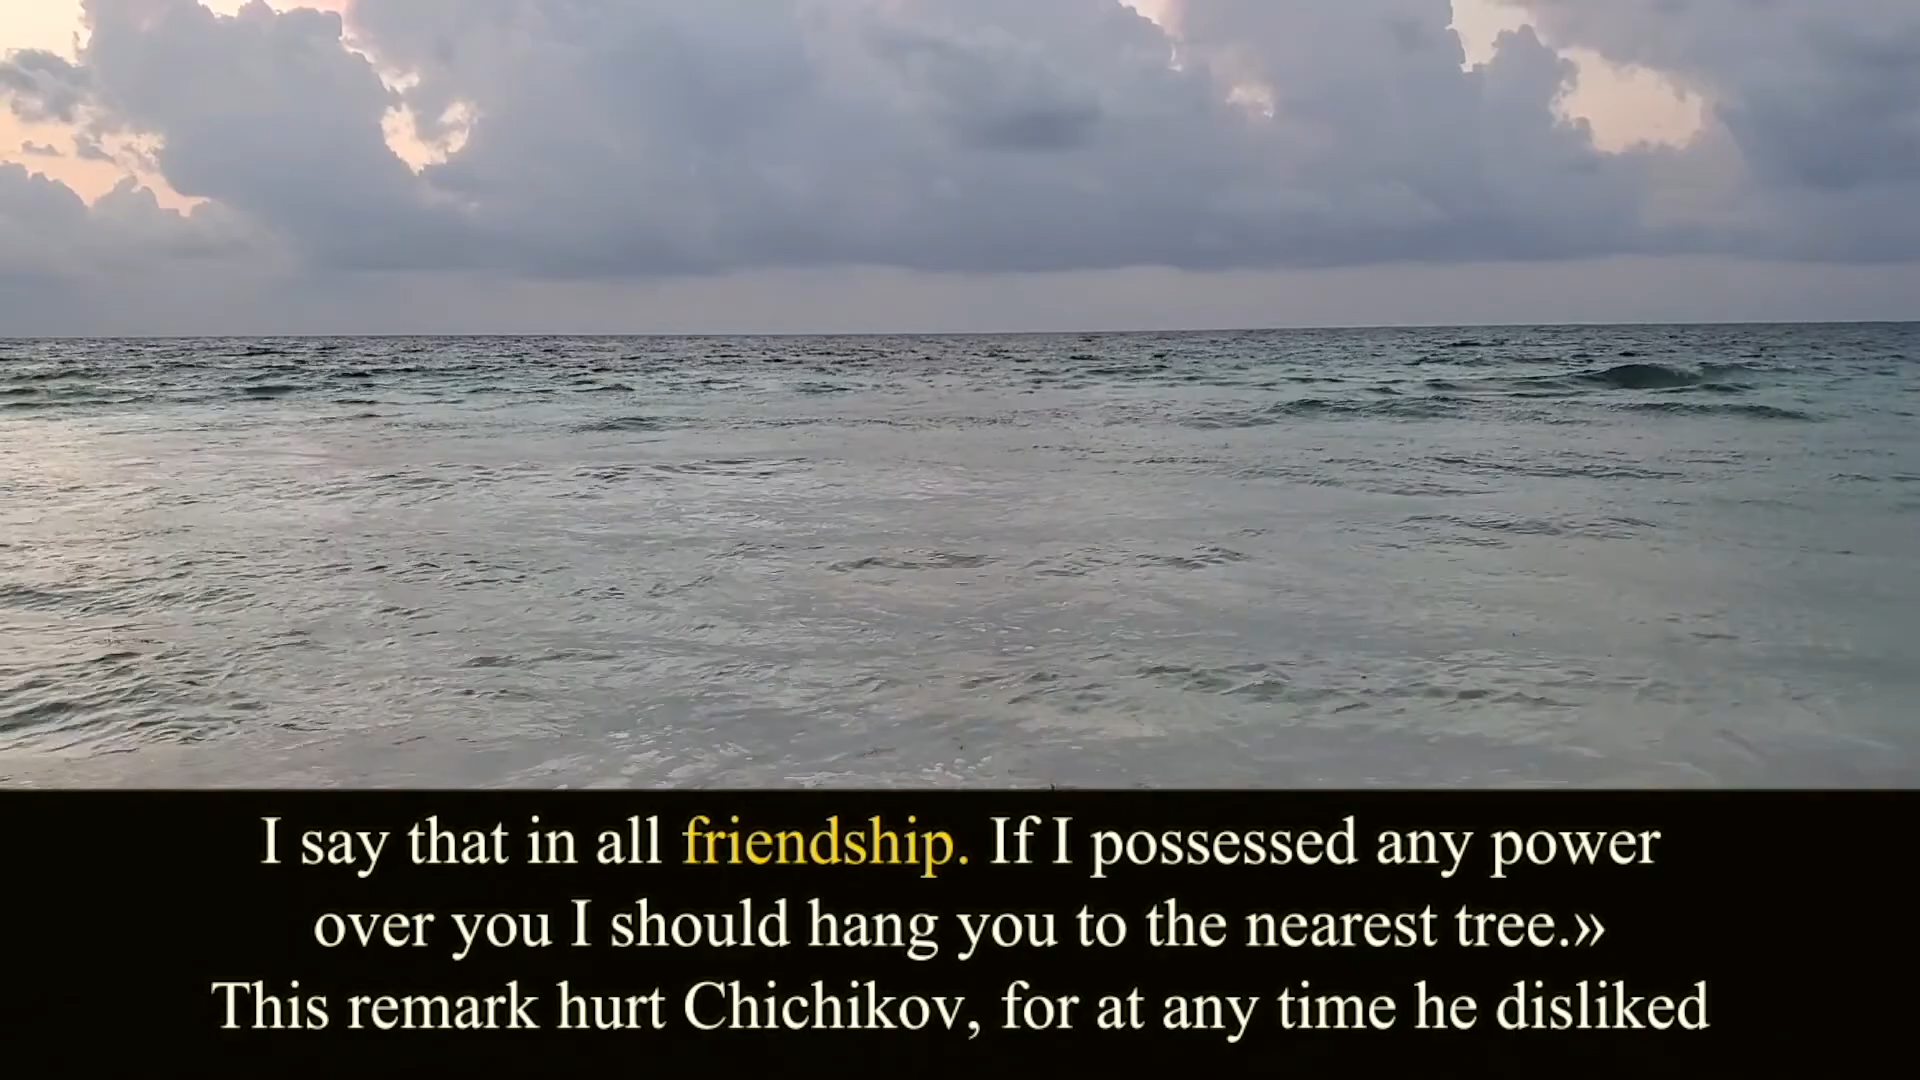 I say that in all friendship. If I possessed any power
over you I should hang you to the nearest tree.»
This remark hurt Chichikov, for at any time he disliked